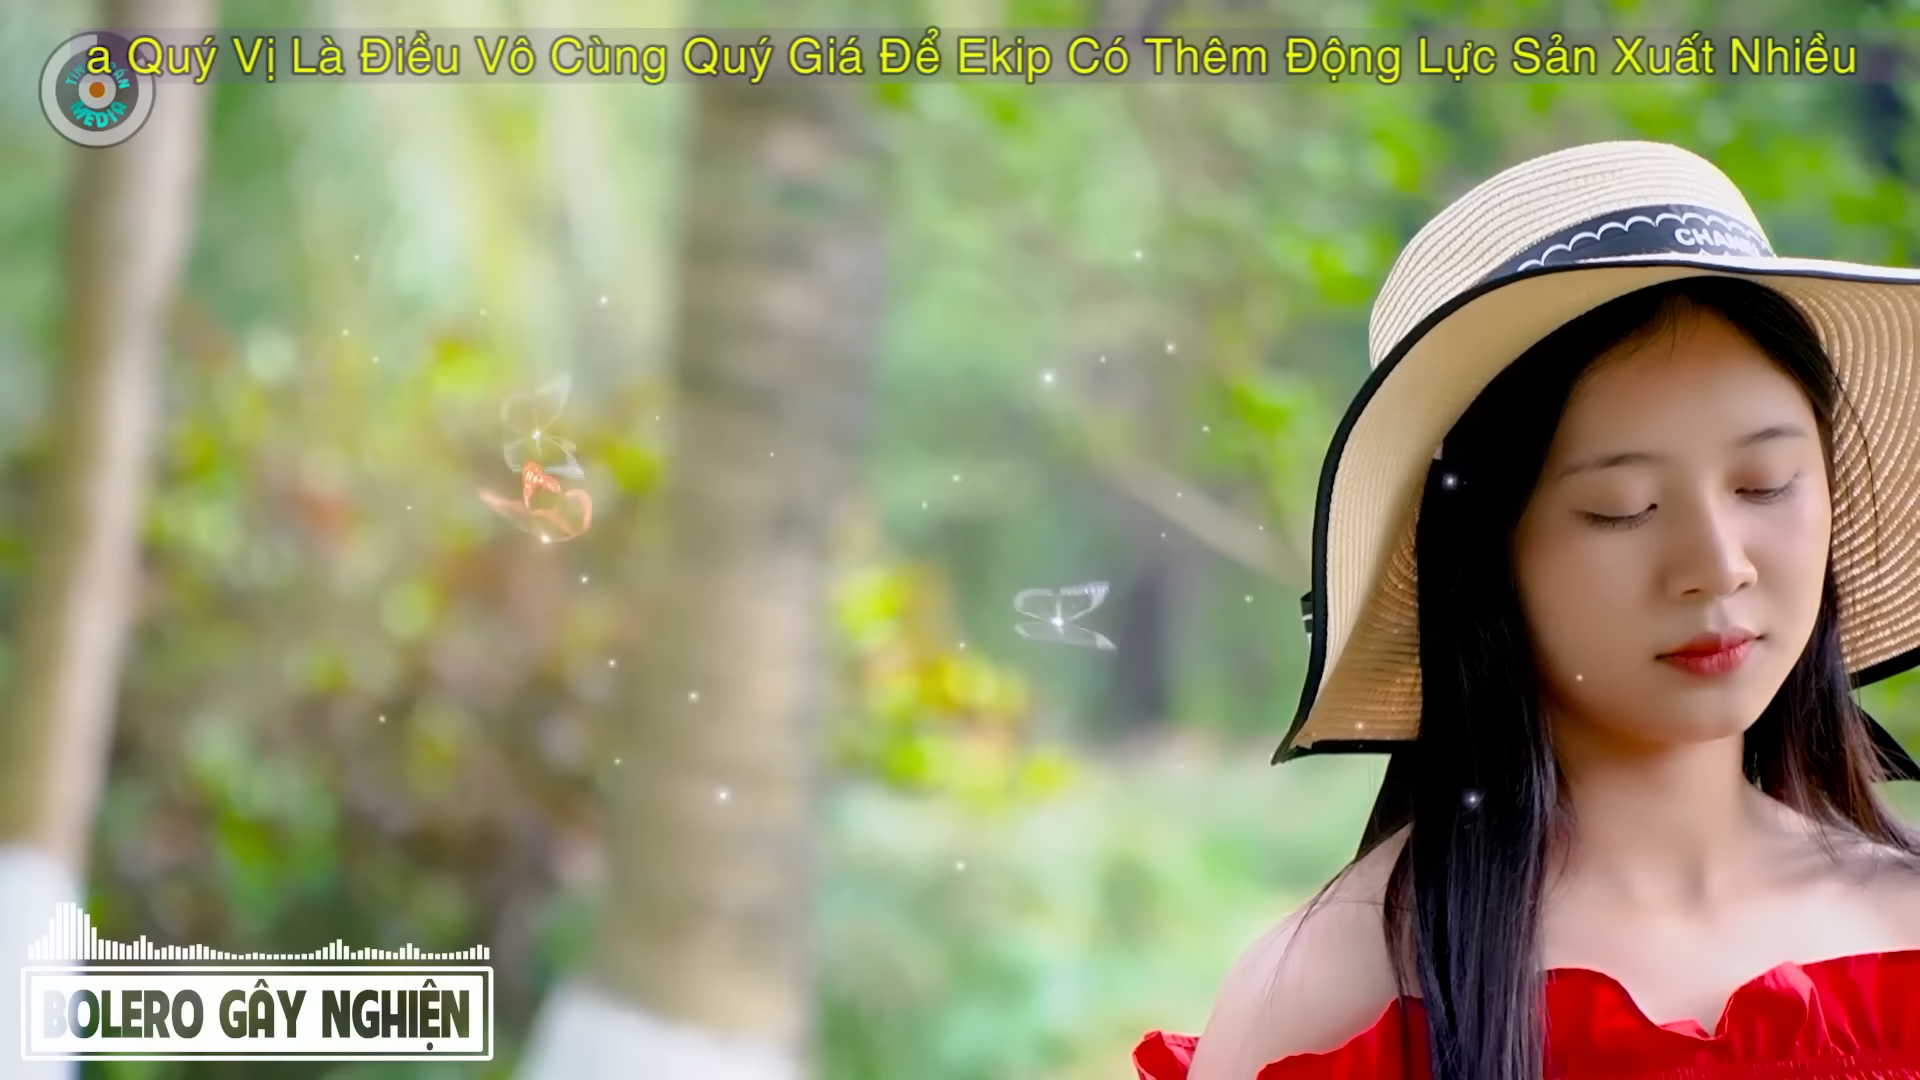 a Quý Vị Là Điều Vô Cùng Quý Giá Để Ekip Có Thêm Động Lực Sản Xuất Nhiều
MEDIA
BOLERO GÂY NGHIỆN